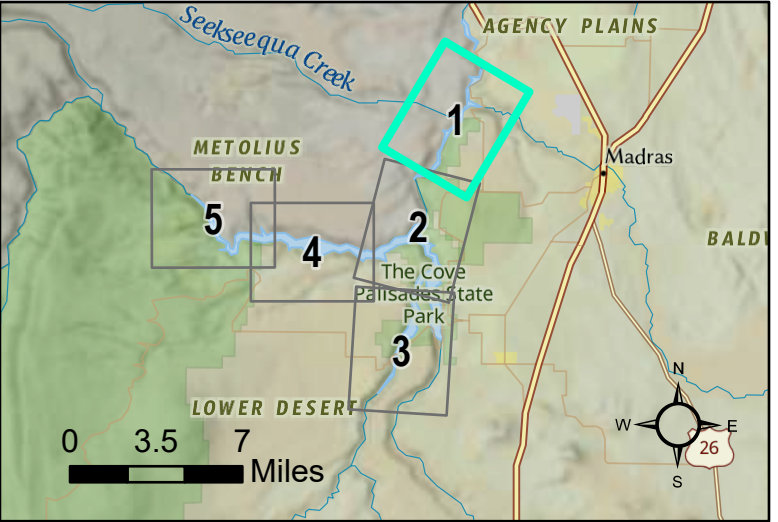 Seekseequa Creek
AGENCY PLAINS
1
METOLIUS
BENCH
Madras
5
4
2
BALDW
The Cove
Palisades State
Park
3
LOWER DESERT
N
W
E
S
26
0 3.5 7
Miles